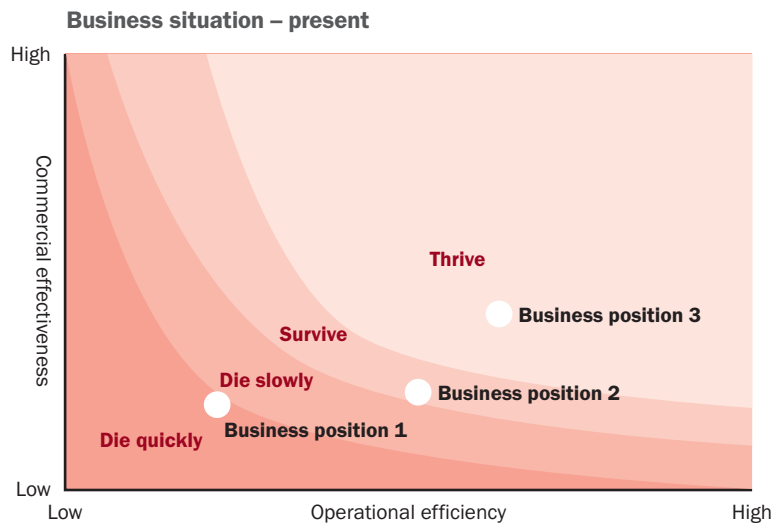 Business situation – present
High
Commercial effectiveness
Thrive
Business position 3
Survive
Die slowly
Business position 2
Business position 1
Die quickly
Low
Low
Operational efficiency
High